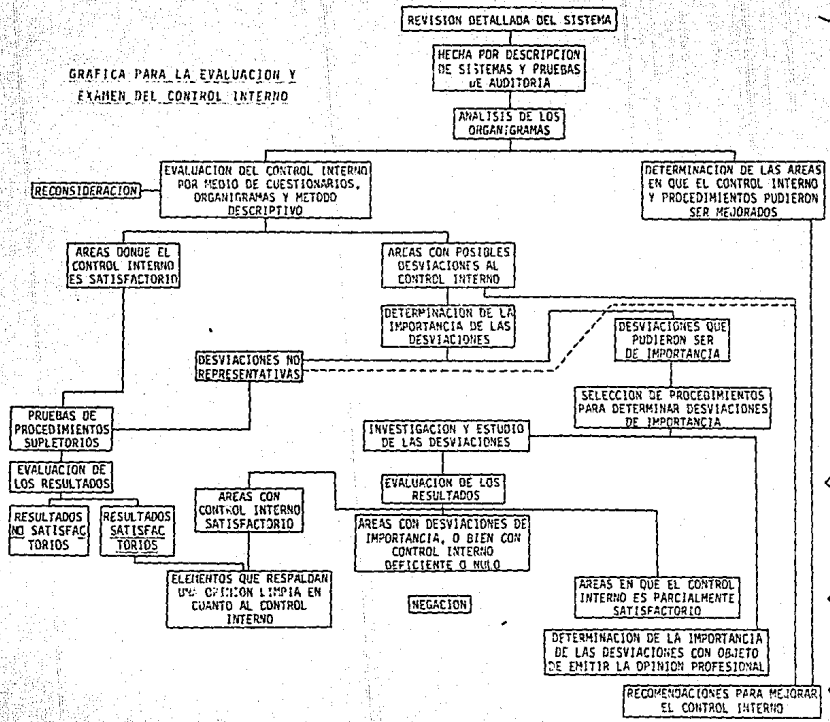 REVISION DETALLADA DEL SISTEMA
HECHA POR DESCRIPCION
DE SISTEMAS Y PRUEBAS
DE AUDITORIA
GRAFICA PARA LA EVALUACION Y
EXAMEN DEL CONTROL INTERNO
ANALISIS DE LOS
ORGANIGRAMAS
EVALUACION DEL CONTROL INTERNO
POR MEDIO DE CUESTIONARIOS,
ORGANIGRAMAS Y METODO
DESCRIPTIVO
RECONSIDERACION
DETERMINACION DE LAS AREAS
EN QUE EL CONTROL INTERNO
Y PROCEDIMIENTOS PUDIERON
SER MEJORADOS
AREAS DONDE EL
CONTROL INTERNO
ES SATISFACTORIO
AREAS CON POSIBLES
DESVIACIONES AL
CONTROL INTERNO
DETERMINACION DE LA
IMPORTANCIA DE LAS
DESVIACIONES
DESVIACIONES QUE
PUDIERON SER
DE IMPORTANCIA
DESVIACIONES NO
REPRESENTATIVAS
SELECCION DE PROCEDIMIENTOS
PARA DETERMINAR DESVIACIONES
DE IMPORTANCIA
PRUEBAS DE
PROCEDIMIENTOS
SUPLETORIOS
INVESTIGACION Y ESTUDIO
DE LAS DESVIACIONES
EVALUACION DE
LOS RESULTADOS
EVALUACION DE LOS
RESULTADOS
AREAS CON
CONTROL INTERNO
SATISFACTORIO
RESULTADOS
NO SATISFAC
TORIOS
RESULTADOS
SATISFAC
TORIOS
AREAS CON DESVIACIONES DE
IMPORTANCIA, O BIEN CON
CONTROL INTERNO
DEFICIENTE O NULO
ELEMENTOS QUE RESPALDAN
UNA OPINION LIMPIA EN
CUANTO AL CONTROL
INTERNO
NEGACION
AREAS EN QUE EL CONTROL
INTERNO ES PARCIALMENTE
SATISFACTORIO
DETERMINACION DE LA IMPORTANCIA
DE LAS DESVIACIONES CON OBJETO
DE EMITIR LA OPINION PROFESIONAL
RECOMENDACIONES PARA MEJORAR
EL CONTROL INTERNO